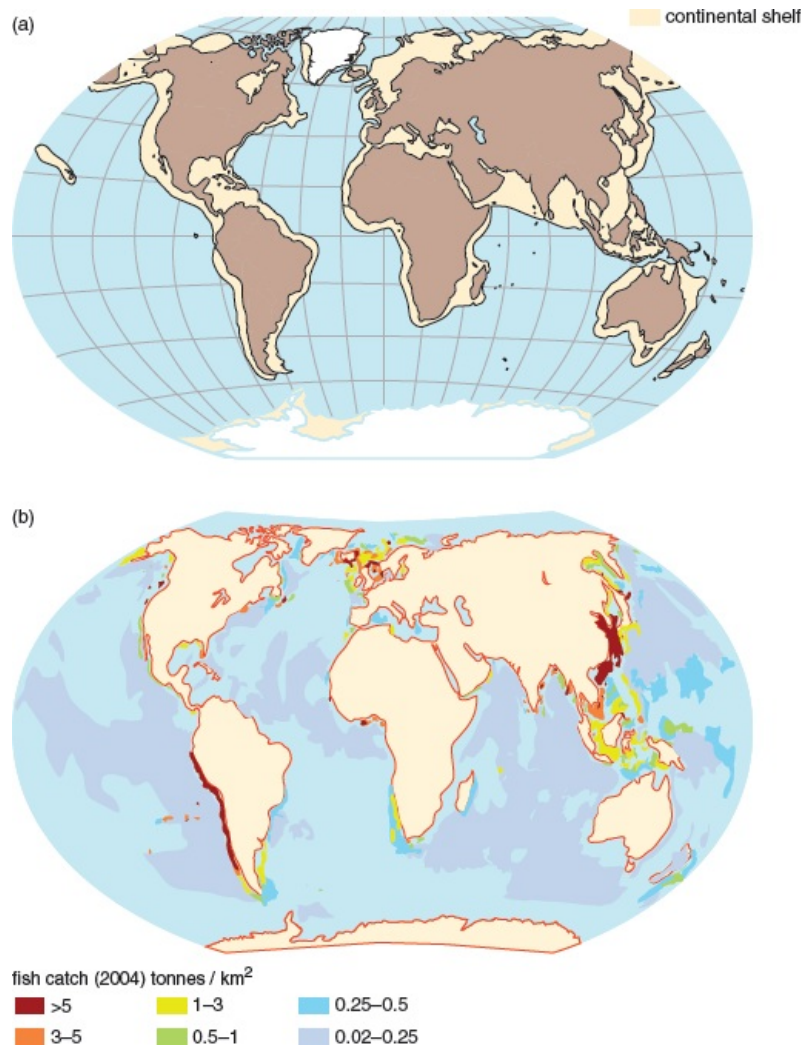 (a)
continental shelf
(b)
fish catch (2004) tonnes / km²
>5
1–3
0.25–0.5
3–5
0.5–1
0.02–0.25